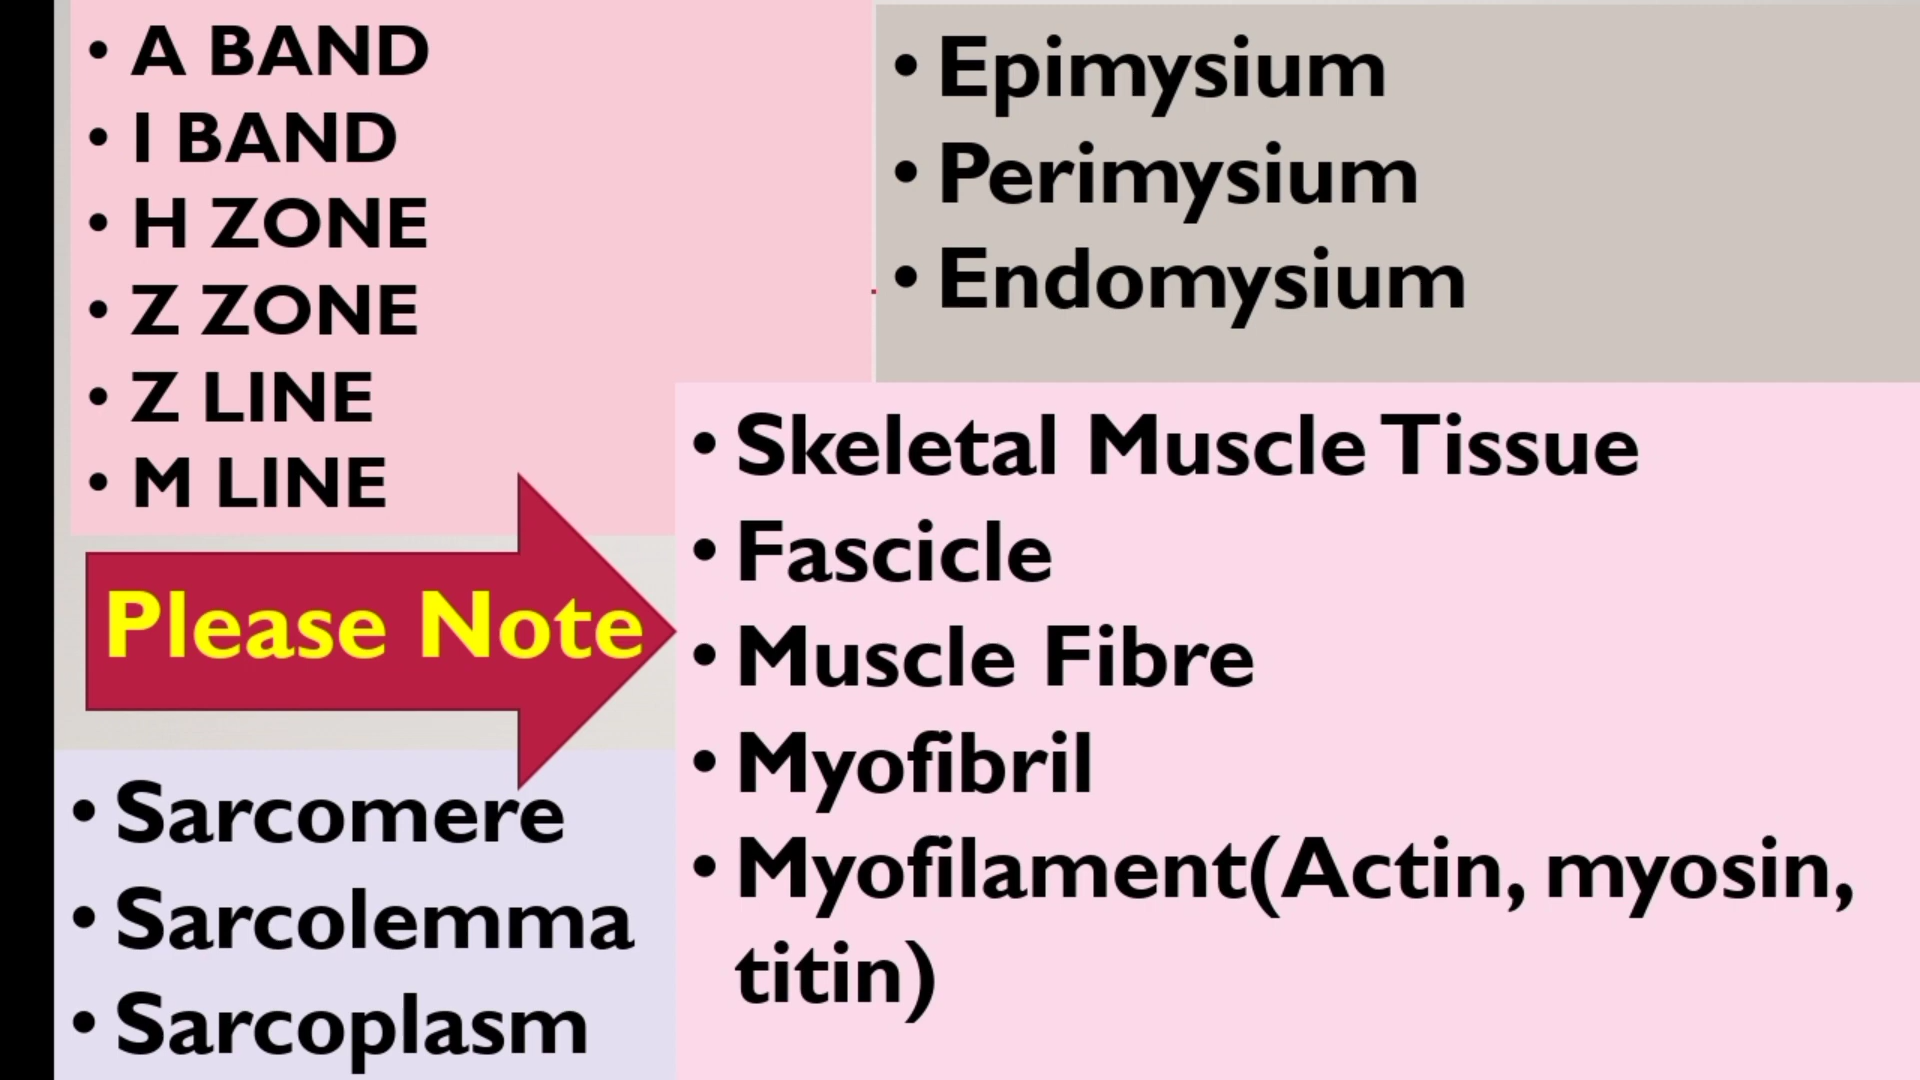 • A BAND
• I BAND
• H ZONE
• Z ZONE
• Z LINE
• M LINE
• Epimysium
• Perimysium
• Endomysium
Please Note
• Skeletal Muscle Tissue
• Fascicle
• Muscle Fibre
• Myofibril
• Myofilament(Actin, myosin,
titin)
• Sarcomere
• Sarcolemma
• Sarcoplasm